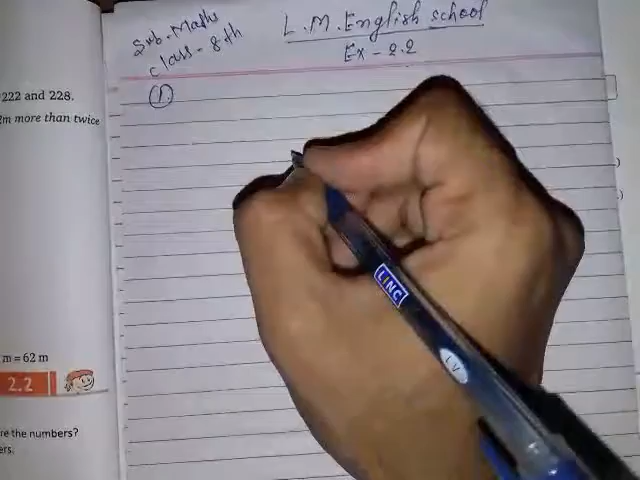 L.M. English school
Sub. Maths
Class - 8th
Ex - 2.2
①
222 and 228.
2m more than twice
m = 62 m
2.2
re the numbers?
ers.
LINC